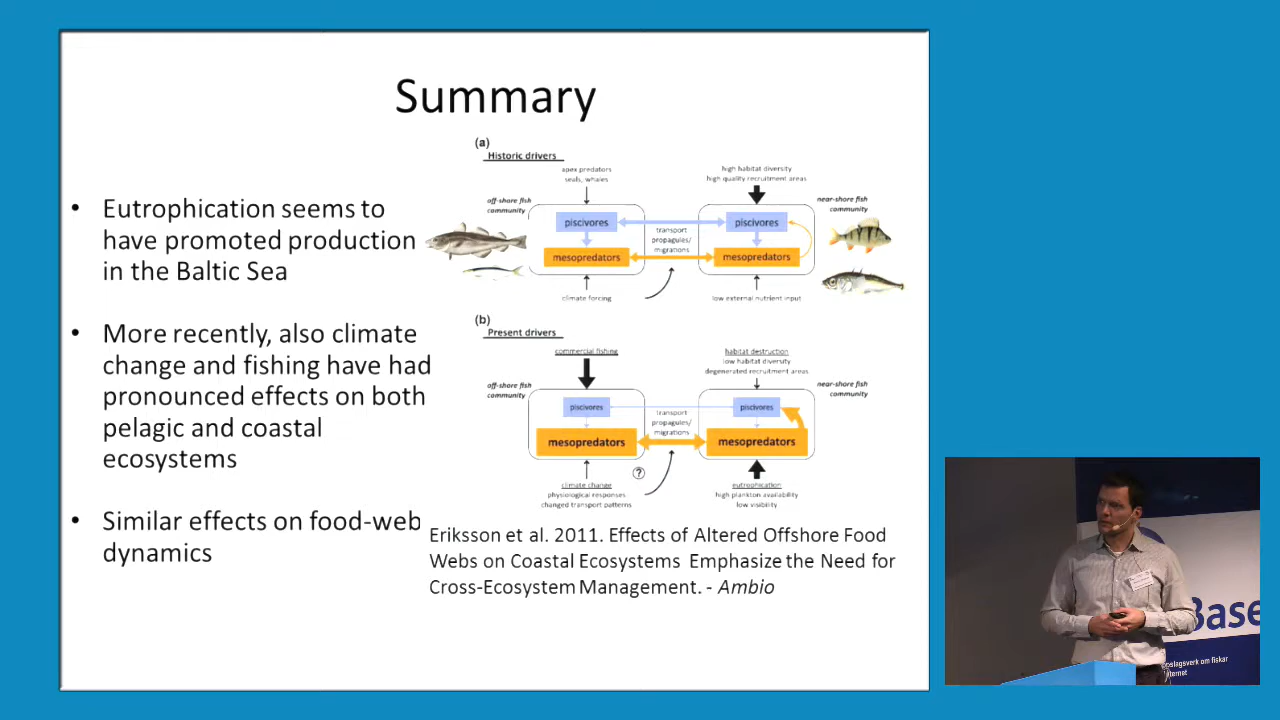 Summary
• Eutrophication seems to
have promoted production
in the Baltic Sea
• More recently, also climate
change and fishing have had
pronounced effects on both
pelagic and coastal
ecosystems
• Similar effects on food-web
dynamics
(a)
Historic drivers
apex predators
seals, whales
high habitat diversity
high quality recruitment areas
off-shore fish
community
near-shore fish
community
piscivores
piscivores
transport
propagules/
migrations
mesopredators
mesopredators
climate forcing
low external nutrient input
(b)
Present drivers
commercial fishing
habitat destruction
low habitat diversity
degenerated recruitment areas
off-shore fish
community
near-shore fish
community
piscivores
piscivores
transport
propagules/
migrations
mesopredators
mesopredators
?
climate change
physiological responses
changed transport patterns
eutrophication
high plankton availability
low visibility
Eriksson et al. 2011. Effects of Altered Offshore Food
Webs on Coastal Ecosystems Emphasize the Need for
Cross-Ecosystem Management. - Ambio
Base
pslagsverk om fiskar
nternet